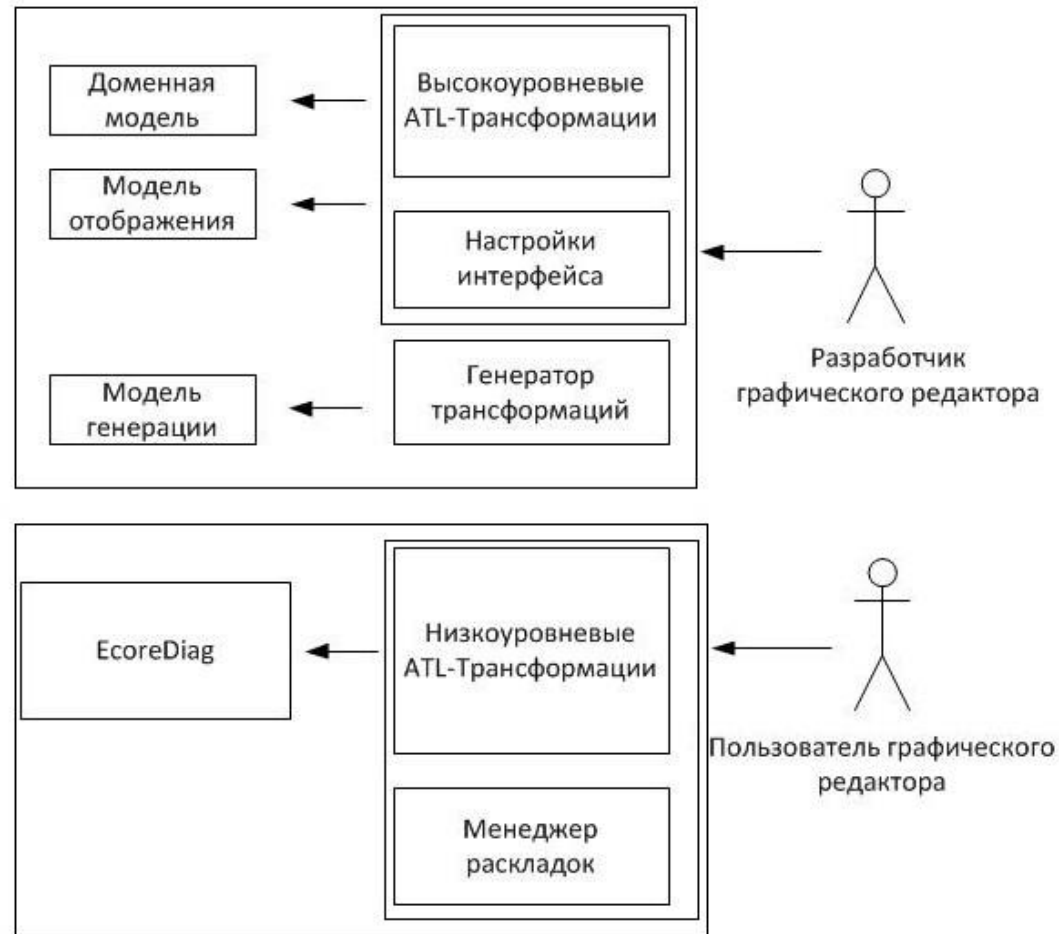 Доменная
модель
Высокоуровневые
ATL-Трансформации
Модель
отображения
Настройки
интерфейса
Разработчик
графического редактора
Модель
генерации
Генератор
трансформаций
EcoreDiag
Низкоуровневые
ATL-Трансформации
Пользователь графического
редактора
Менеджер
раскладок